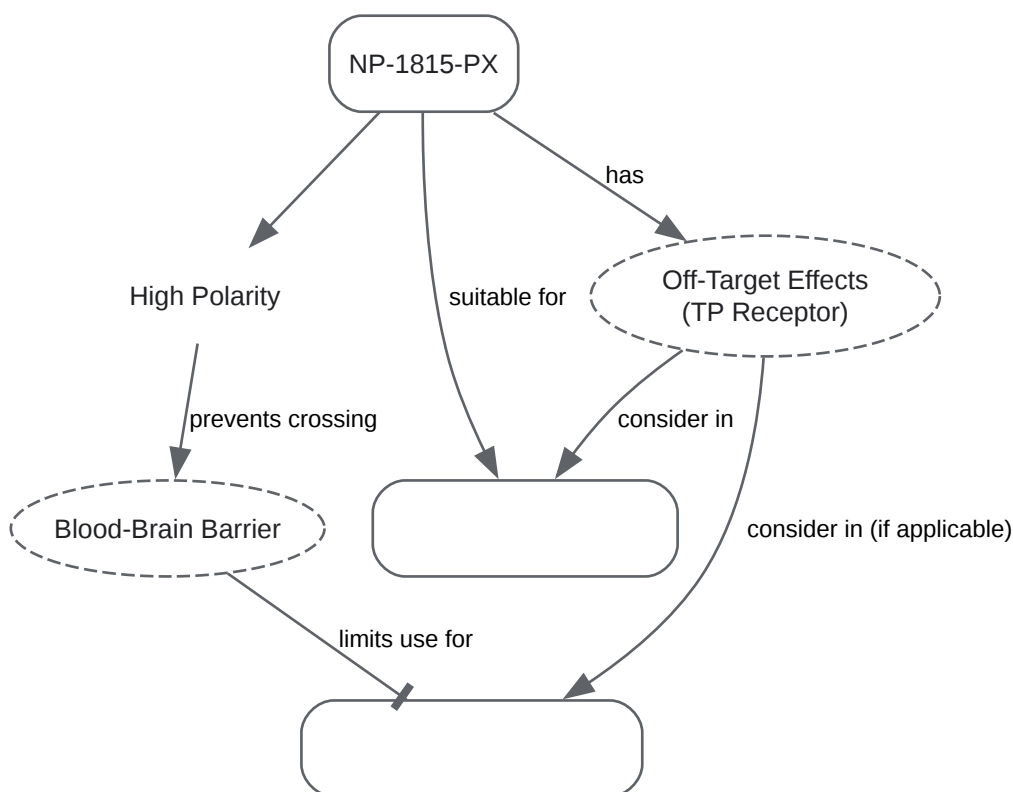 NP-1815-PX
has
High Polarity
suitable for
Off-Target Effects
(TP Receptor)
prevents crossing
consider in
Blood-Brain Barrier
consider in (if applicable)
limits use for